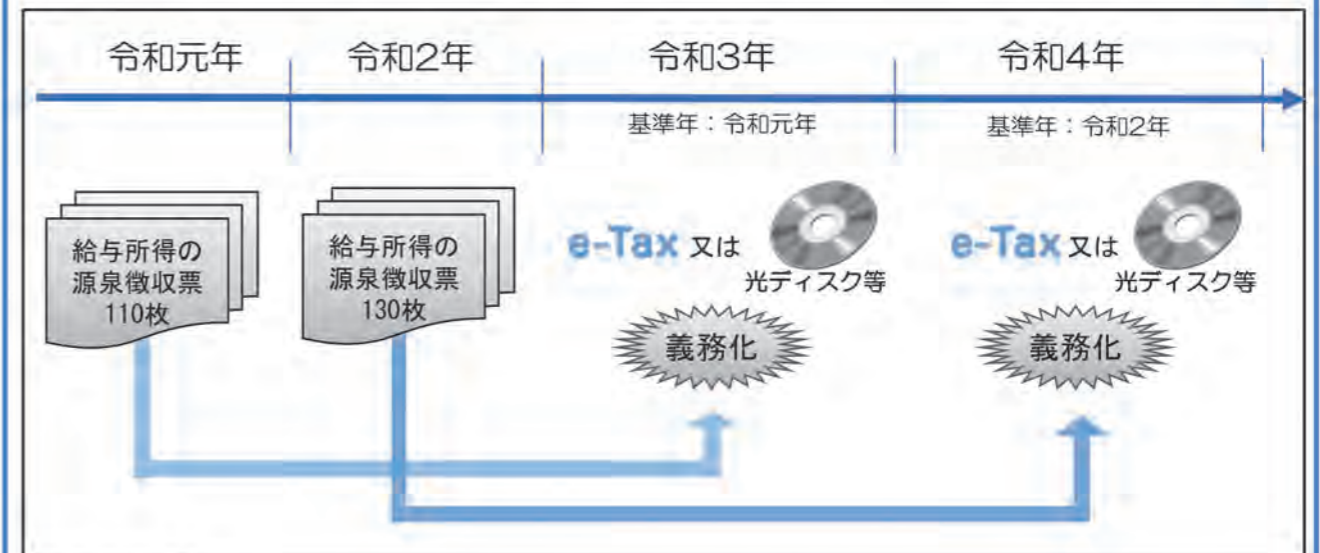 令和元年
令和2年
令和3年
令和4年
基準年：令和元年
基準年：令和2年
給与所得の
源泉徴収票
110枚
給与所得の
源泉徴収票
130枚
e-Tax 又は
光ディスク等
義務化
e-Tax 又は
光ディスク等
義務化